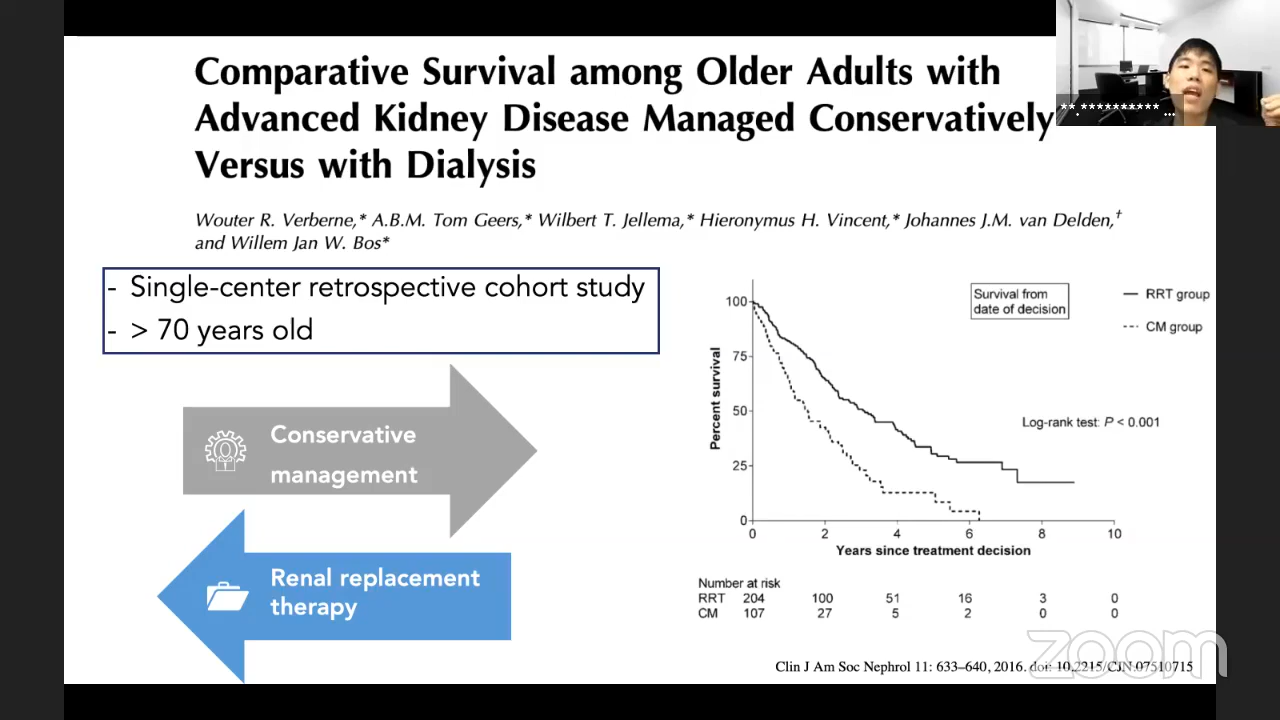 Comparative Survival among Older Adults with
Advanced Kidney Disease Managed Conservatively
Versus with Dialysis
Wouter R. Verberne,* A.B.M. Tom Geers,* Wilbert T. Jellema,* Hieronymus H. Vincent,* Johannes J.M. van Delden,†
and Willem Jan W. Bos*
- Single-center retrospective cohort study
- > 70 years old
Conservative
management
Renal replacement
therapy
Survival from
date of decision
RRT group
CM group
Log-rank test: P < 0.001
Percent survival
100
75
50
25
0
0 2 4 6 8 10
Years since treatment decision
Number at risk
RRT 204 100 51 16 3 0
CM 107 27 5 2 0 0
zoom
Clin J Am Soc Nephrol 11: 633–640, 2016. doi: 10.2215/CJN.07510715